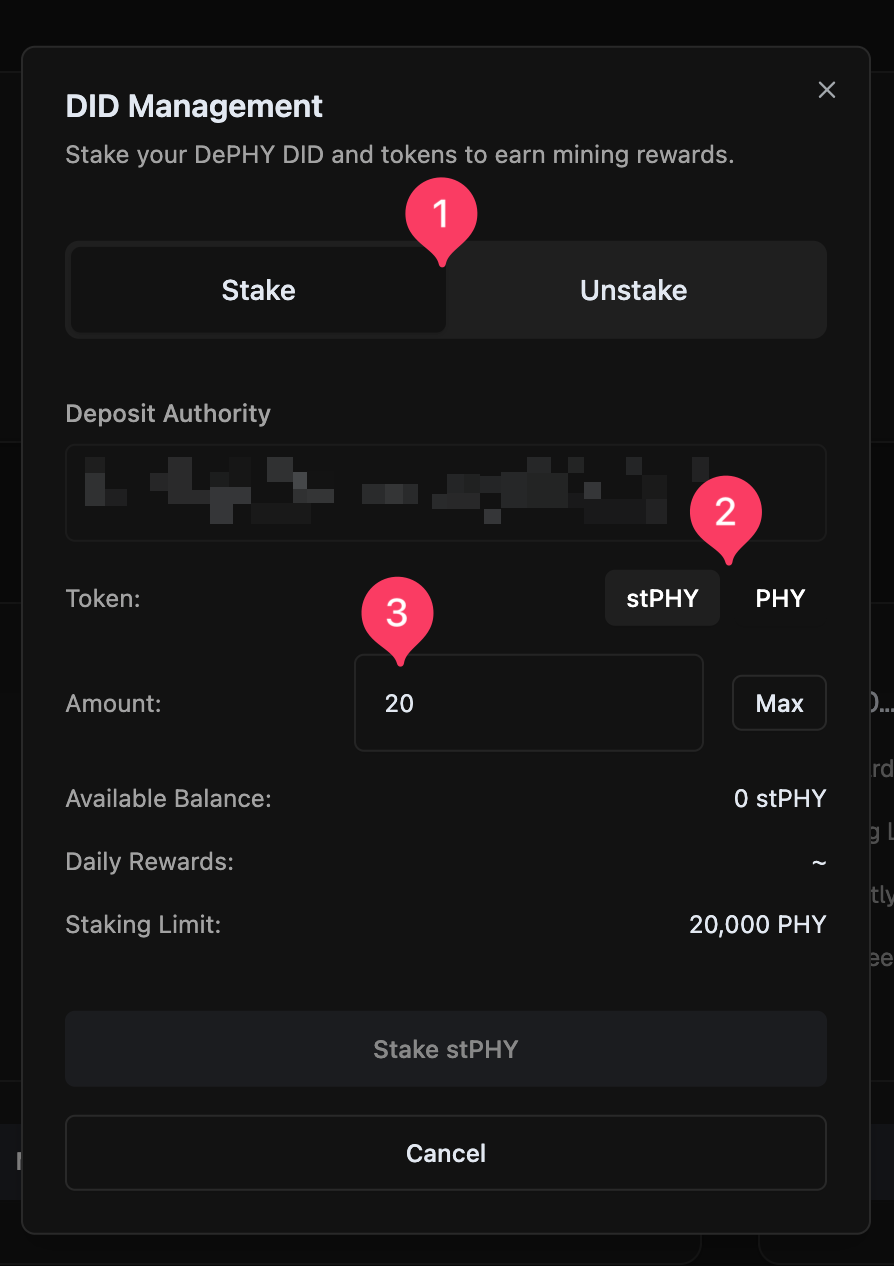 DID Management
Stake your DePHY DID and tokens to earn mining rewards.
1
Stake Unstake
Deposit Authority
2
Token: stPHY PHY
3
Amount: 20 Max
Available Balance: 0 stPHY
Daily Rewards: ~
Staking Limit: 20,000 PHY
Stake stPHY
Cancel